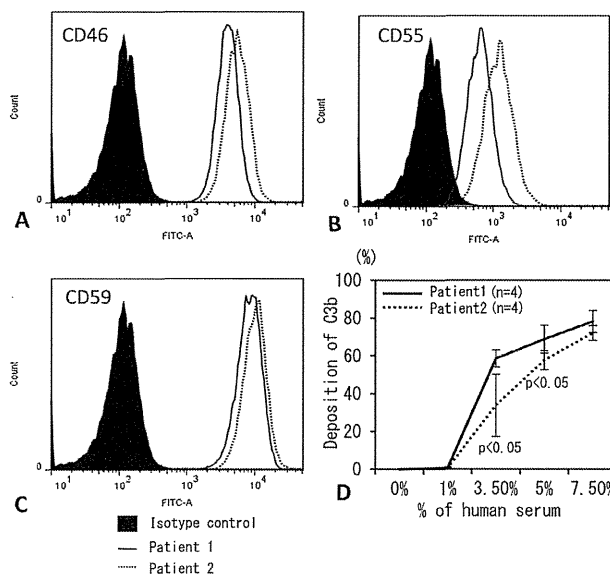 CD46
Count
0
10¹ 10² 10³ 10⁴
FITC-A
A
CD55
Count
0
10¹ 10² 10³ 10⁴
FITC-A
B
CD59
Count
0
10¹ 10² 10³ 10⁴
FITC-A
C
Isotype control
Patient 1
Patient 2
(%)
100
80
60
40
20
0
Deposition of C3b
Patient1 (n=4)
Patient2 (n=4)
p<0.05
p<0.05
0% 1% 3.50% 5% 7.50%
% of human serum
D